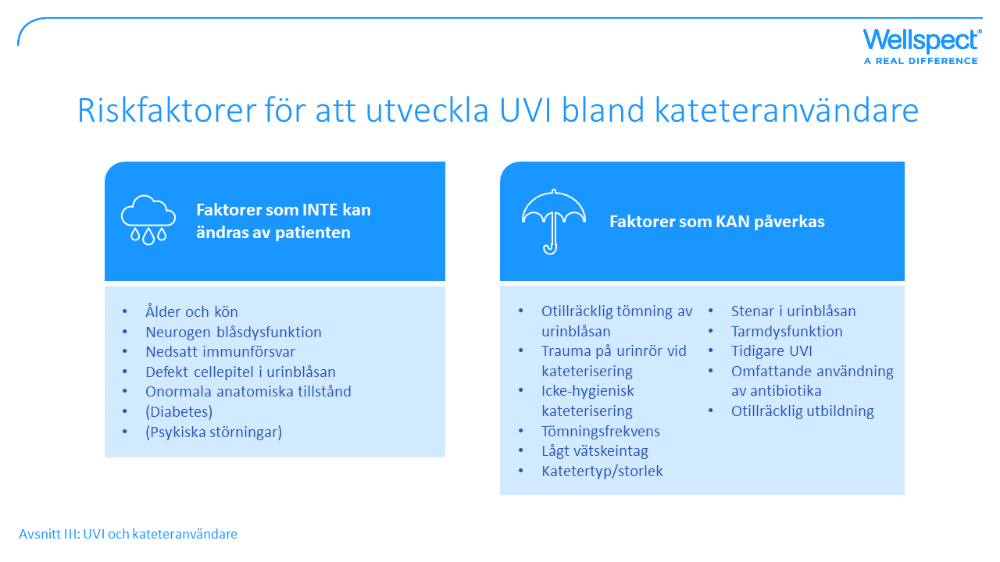 Wellspect®
A REAL DIFFERENCE
Riskfaktorer för att utveckla UVI bland kateteranvändare
Faktorer som INTE kan
ändras av patienten
• Ålder och kön
• Neurogen blåsdysfunktion
• Nedsatt immunförsvar
• Defekt cellepitel i urinblåsan
• Onormala anatomiska tillstånd
• (Diabetes)
• (Psykiska störningar)
Faktorer som KAN påverkas
• Otillräcklig tömning av
urinblåsan
• Trauma på urinrör vid
kateterisering
• Icke-hygienisk
kateterisering
• Tömningsfrekvens
• Lågt vätskeintag
• Katetertyp/storlek
• Stenar i urinblåsan
• Tarmdysfunktion
• Tidigare UVI
• Omfattande användning
av antibiotika
• Otillräcklig utbildning
Avsnitt III: UVI och kateteranvändare